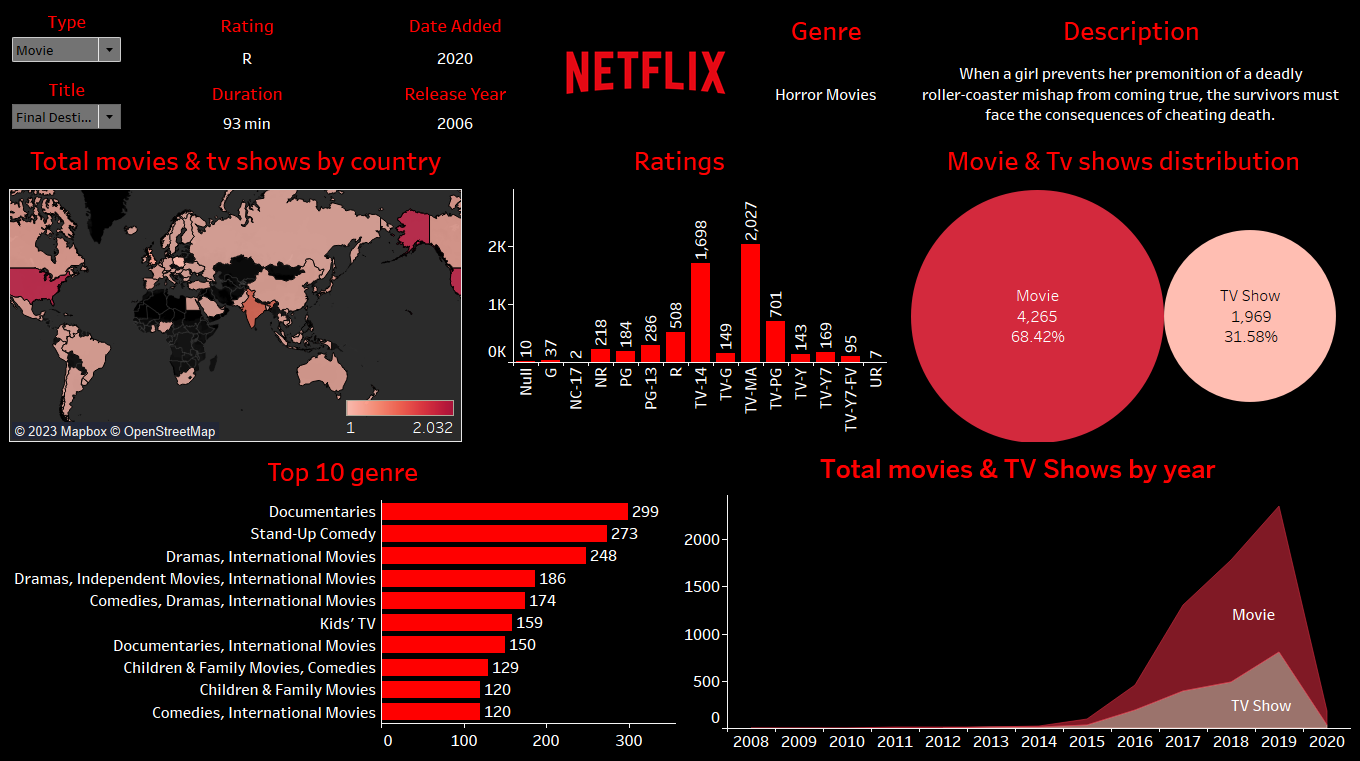 Type
Movie
Rating
R
Date Added
2020
Title
Final Desti...
Duration
93 min
Release Year
2006
NETFLIX
Genre
Horror Movies
Description
When a girl prevents her premonition of a deadly
roller-coaster mishap from coming true, the survivors must
face the consequences of cheating death.
Total movies & tv shows by country
© 2023 Mapbox © OpenStreetMap
1
2.032
Ratings
2K
1K
0K
10
37
2
218
184
286
508
1,698
149
2,027
701
143
169
95
7
Null
G
NC-17
NR
PG
PG-13
R
TV-14
TV-G
TV-MA
TV-PG
TV-Y
TV-Y7
TV-Y7-FV
UR
Movie & Tv shows distribution
Movie
4,265
68.42%
TV Show
1,969
31.58%
Top 10 genre
Documentaries 299
Stand-Up Comedy 273
Dramas, International Movies 248
Dramas, Independent Movies, International Movies 186
Comedies, Dramas, International Movies 174
Kids’ TV 159
Documentaries, International Movies 150
Children & Family Movies, Comedies 129
Children & Family Movies 120
Comedies, International Movies 120
0 100 200 300
Total movies & TV Shows by year
2000
1500
1000
500
0
Movie
TV Show
2008 2009 2010 2011 2012 2013 2014 2015 2016 2017 2018 2019 2020